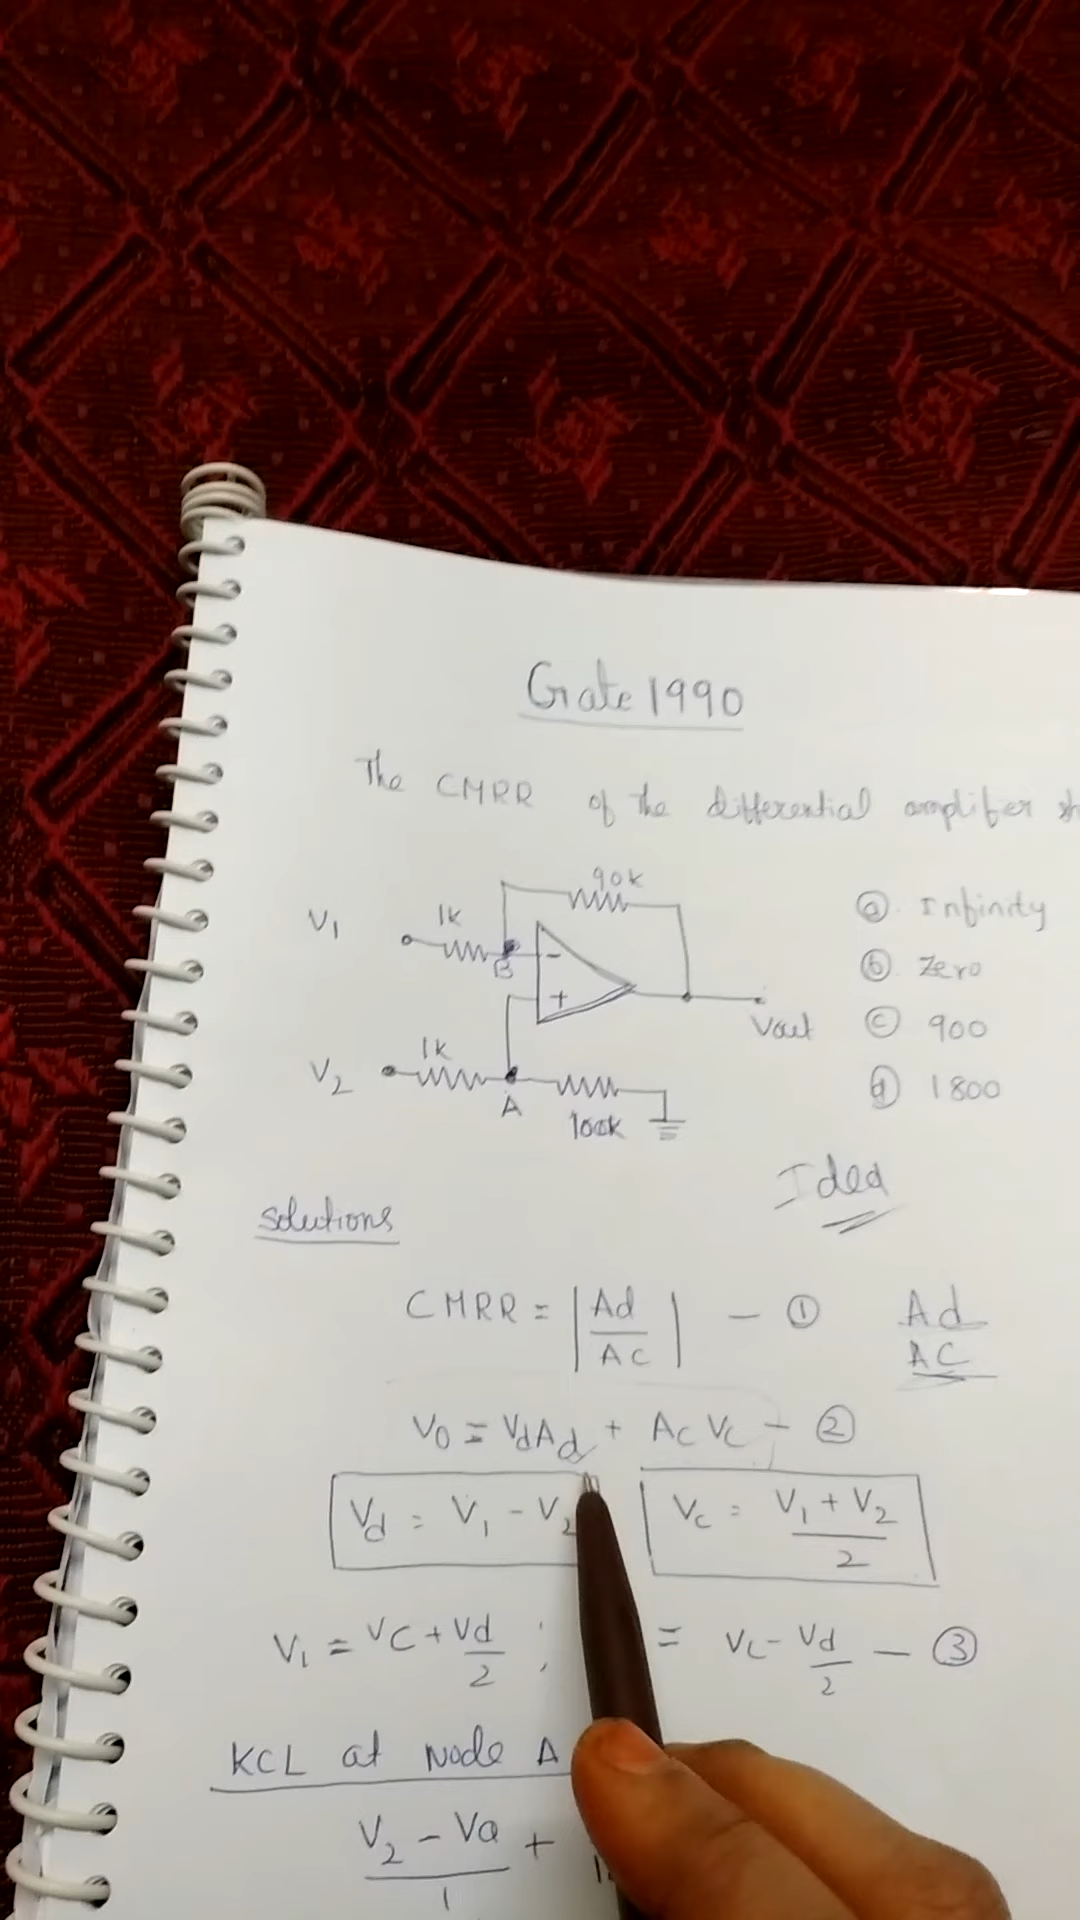 Gate 1990
The CMRR of the differential amplifier
90k
1k
V1
B
-
+
Vout
1k
V2
A
100k
ⓐ. Infinity
ⓑ. Zero
ⓒ 900
ⓓ 1800
Idea
Solutions
CMRR = |Ad/AC| — ①
Ad/AC
V0 = VdAd + AcVc — ②
Vd = V1 - V2
Vc = (V1 + V2)/2
V1 = VC + Vd/2 ; = Vc - Vd/2 — ③
KCL at Node A
(V2 - Va)/1 +